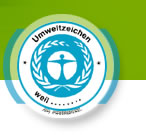 Umweltzeichen
weil ........